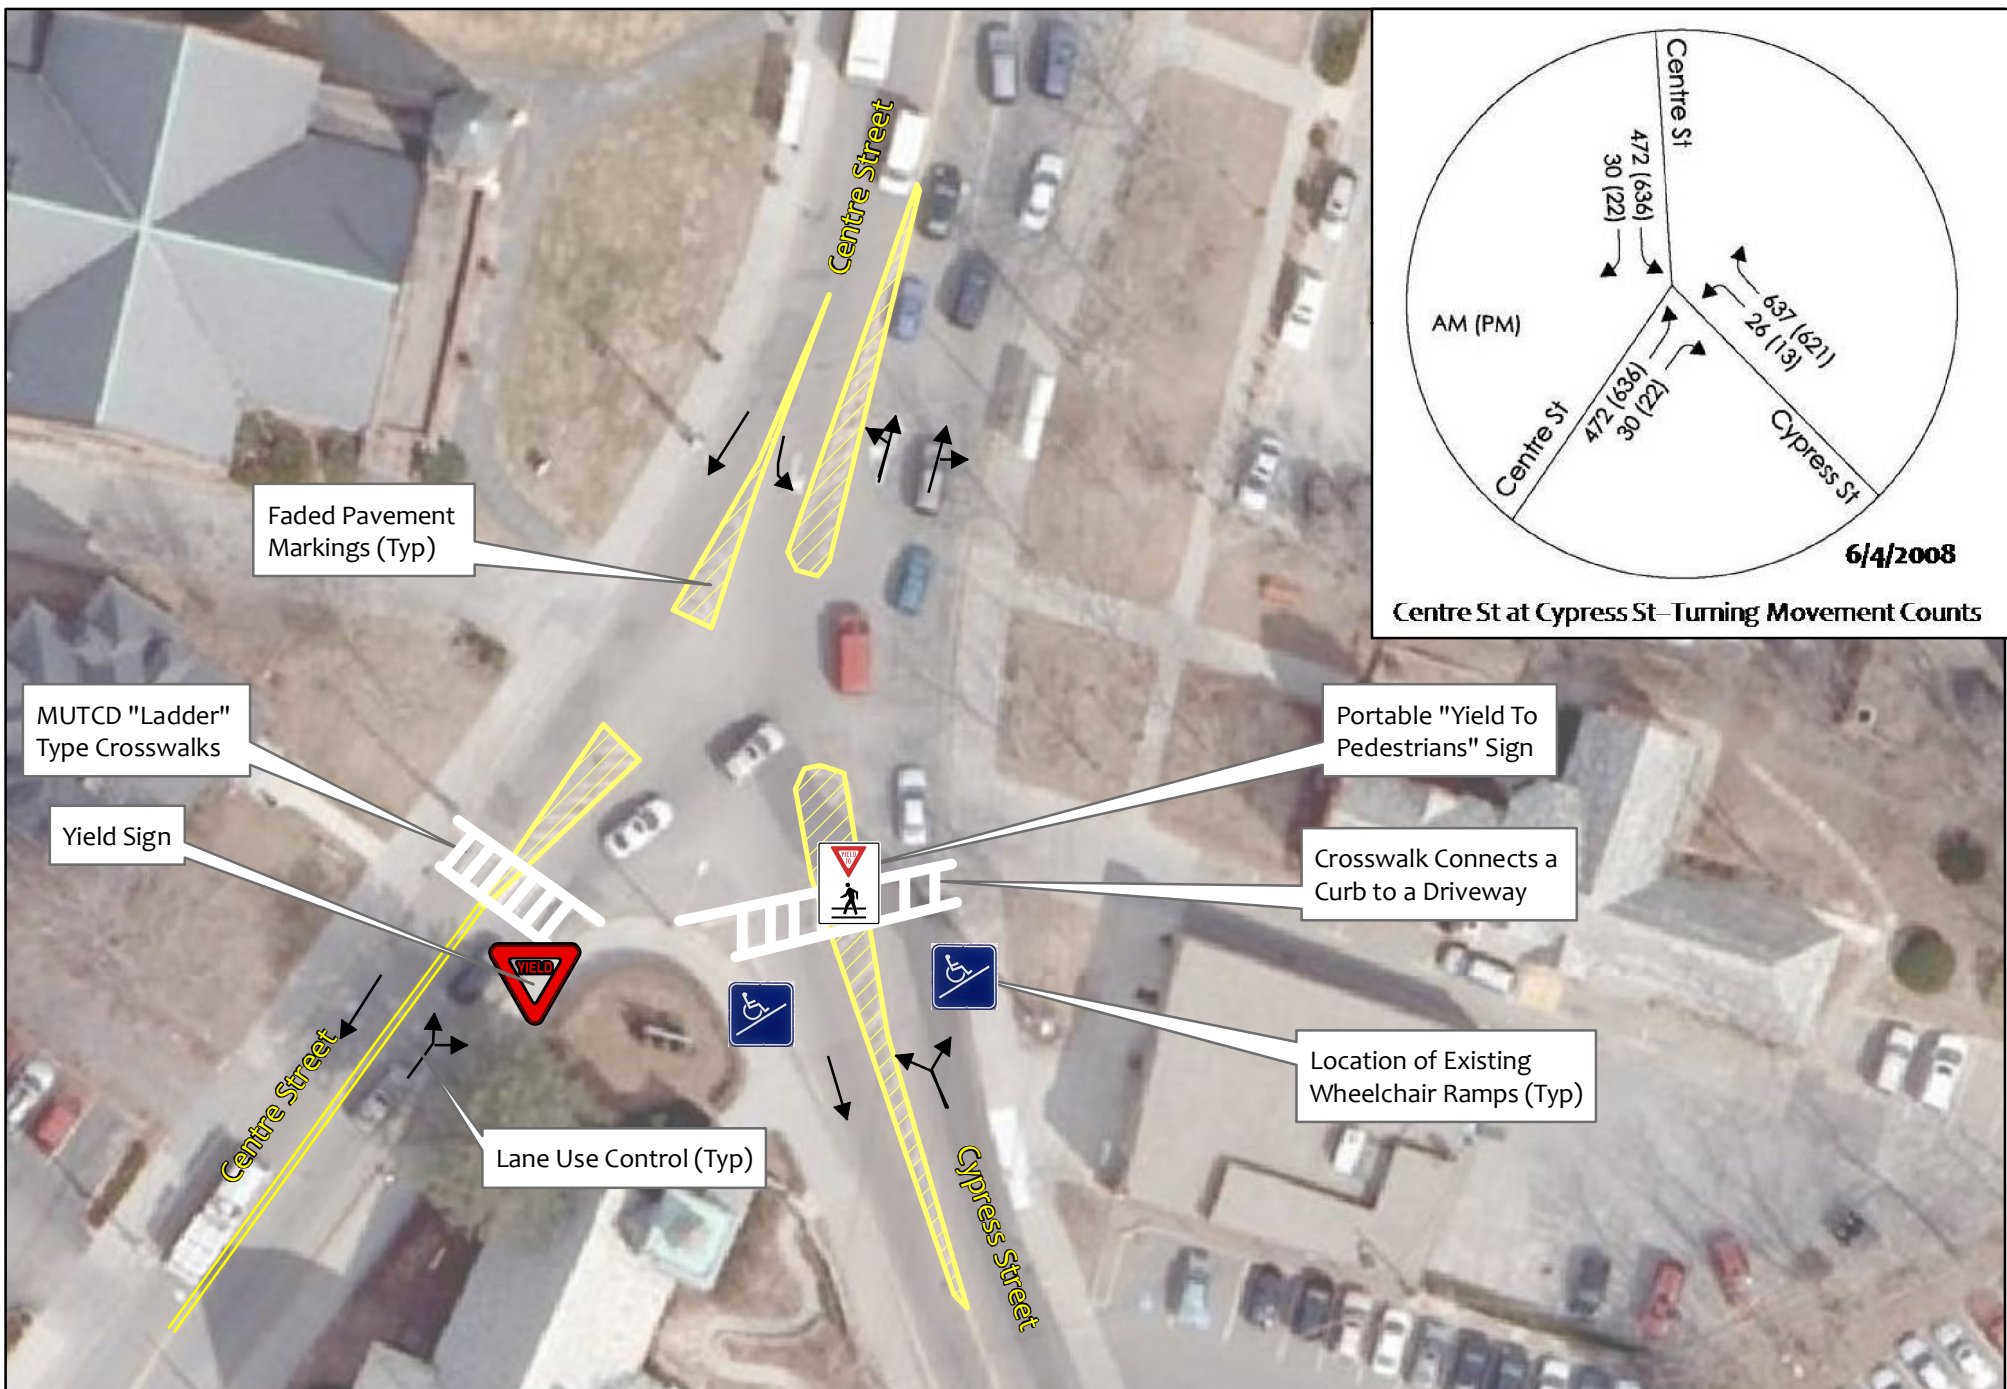 Centre Street
Faded Pavement
Markings (Typ)
MUTCD "Ladder"
Type Crosswalks
Yield Sign
YIELD
Centre Street
Lane Use Control (Typ)
YIELD
TO
Cypress Street
Portable "Yield To
Pedestrians" Sign
Crosswalk Connects a
Curb to a Driveway
Location of Existing
Wheelchair Ramps (Typ)
Centre St
472 (636)
30 (22)
AM (PM)
637 (621)
26 (13)
472 (636)
30 (22)
Centre St
Cypress St
6/4/2008
Centre St at Cypress St–Turning Movement Counts